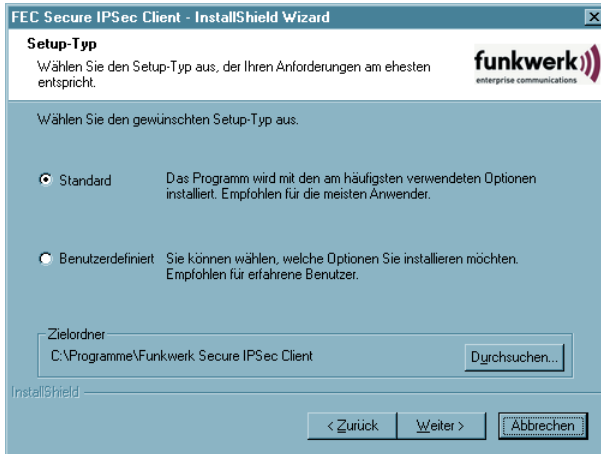 FEC Secure IPSec Client - InstallShield Wizard
Setup-Typ
Wählen Sie den Setup-Typ aus, der Ihren Anforderungen am ehesten
entspricht.
funkwerk
enterprise communications
Wählen Sie den gewünschten Setup-Typ aus.
Standard
Das Programm wird mit den am häufigsten verwendeten Optionen
installiert. Empfohlen für die meisten Anwender.
Benutzerdefiniert
Sie können wählen, welche Optionen Sie installieren möchten.
Empfohlen für erfahrene Benutzer.
Zielordner
C:\Programme\Funkwerk Secure IPSec Client
Durchsuchen...
InstallShield
< Zurück
Weiter >
Abbrechen